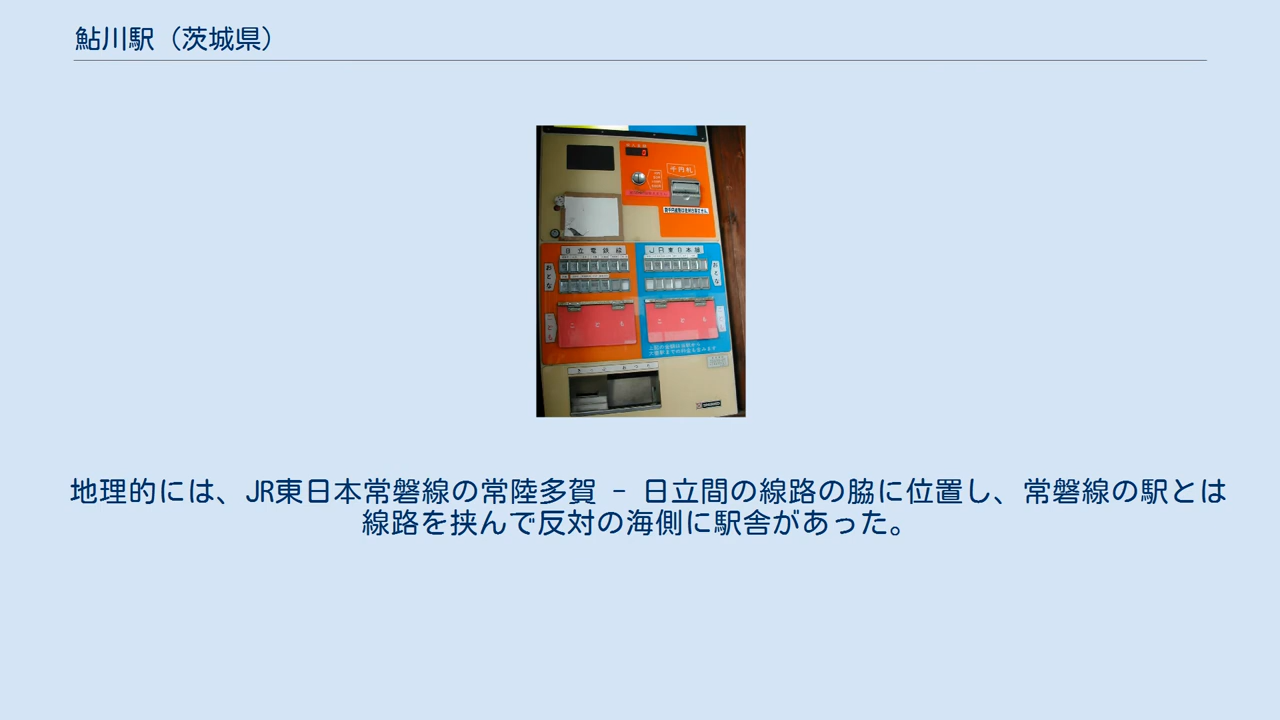 鮎川駅（茨城県）
千円札
日立電鉄線
JR東日本線
おとな
おとな
こども
こども
地理的には、JR東日本常磐線の常陸多賀 - 日立間の線路の脇に位置し、常磐線の駅とは
線路を挟んで反対の海側に駅舎があった。